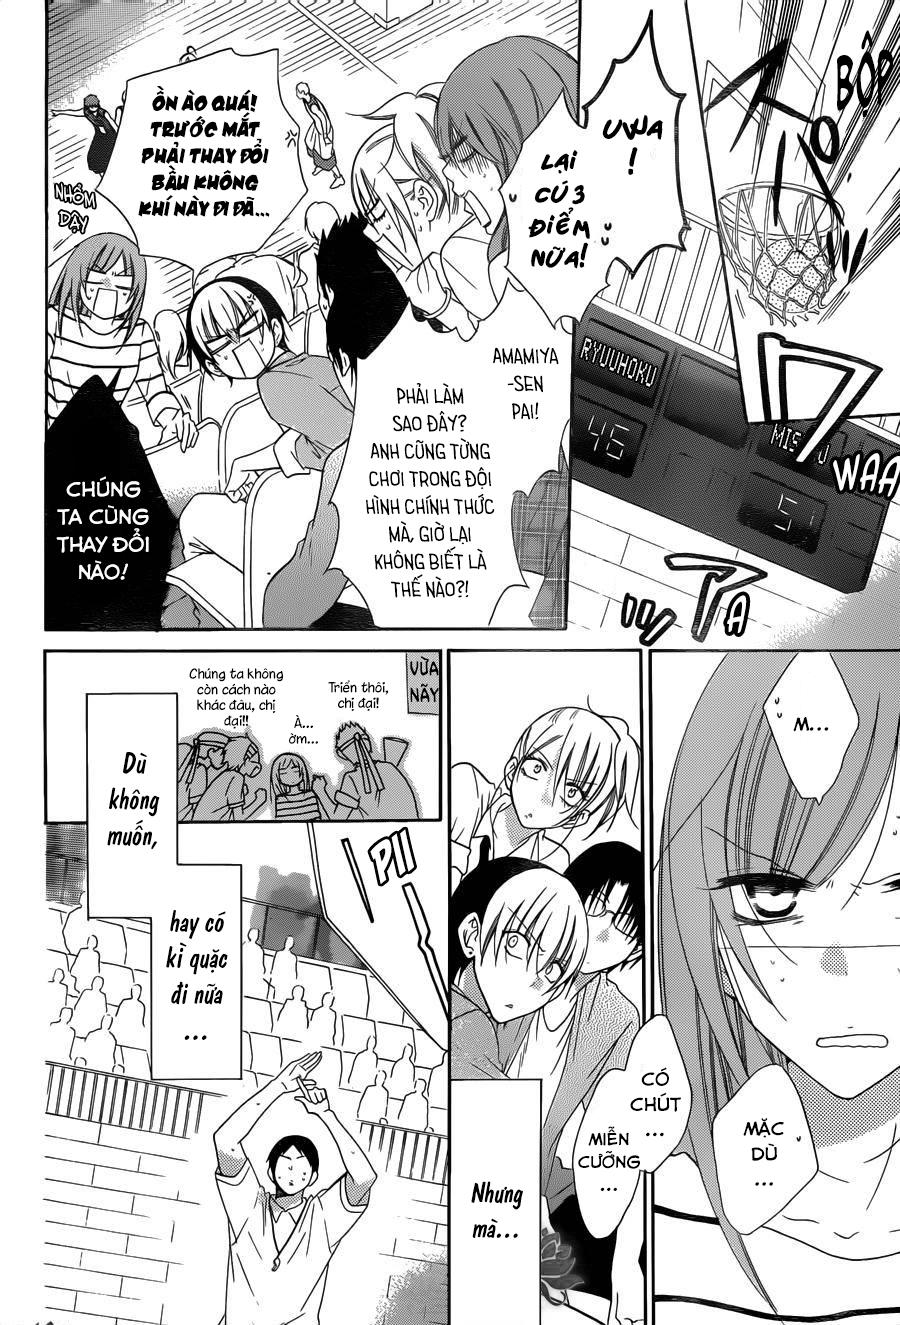 BỘP
UWA
!
LẠI
CÚ 3
ĐIỂM
NỮA!
RYUUHOKU
46
51
WAA
A
ỒN ÀO QUÁ!
TRƯỚC MẮT
PHẢI THAY ĐỔI
BẦU KHÔNG
KHÍ NÀY ĐI ĐÃ...
NHỔM
DẠY
AMAMIYA
-SEN
PAI!
PHẢI LÀM
SAO ĐÂY?
ANH CŨNG TỪNG
CHƠI TRONG ĐỘI
HÌNH CHÍNH THỨC
MÀ, GIỜ LẠI
KHÔNG BIẾT LÀ
THẾ NÀO?!
CHÚNG
TA CŨNG
THAY ĐỔI
NÀO!
M...
MẶC
DÙ
...
CÓ
CHÚT
...
MIỄN
CƯỠNG
...
Nhưng
mà...
VỪA
NÃY
Triển thôi,
chị đại!
À...
ờm...
Chúng ta không
còn cách nào
khác đâu, chị
đại!!
Dù
không
muốn,
PII
hay có
kì quặc
đi nữa
...